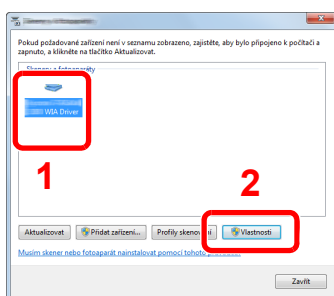 Pokud požadované zařízení není v seznamu zobrazeno, zajistěte, aby bylo připojeno k počítači a
zapnuto, a klikněte na tlačítko Aktualizovat.
Skenery a fotoaparáty
WIA Driver
1
2
Aktualizovat
Přidat zařízení...
Profily skenování
Vlastnosti
Musím skener nebo fotoaparát nainstalovat pomocí tohoto
Zavřít